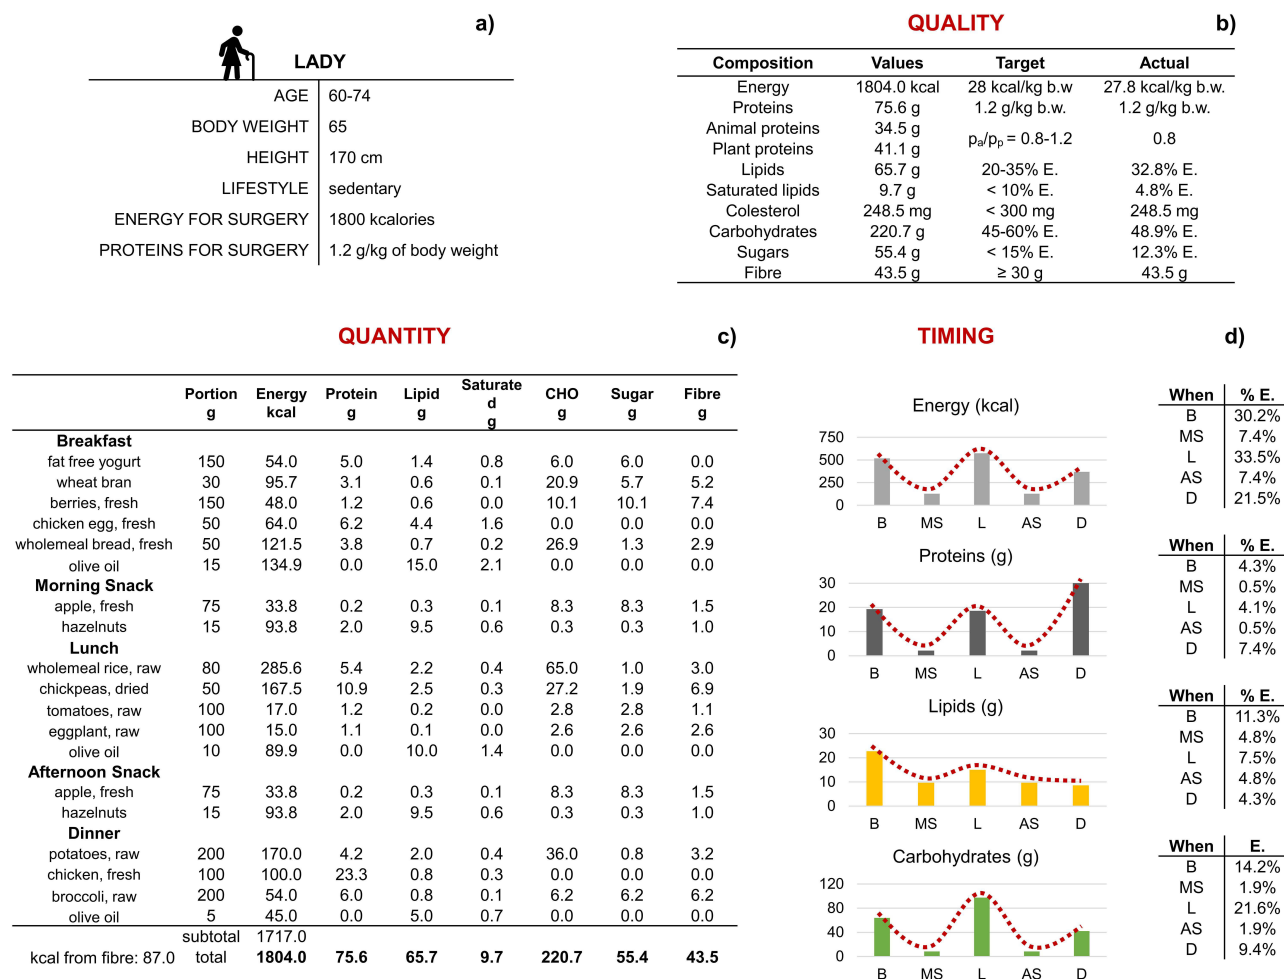 a)
LADY
AGE 60-74
BODY WEIGHT 65
HEIGHT 170 cm
LIFESTYLE sedentary
ENERGY FOR SURGERY 1800 kcalories
PROTEINS FOR SURGERY 1.2 g/kg of body weight
QUALITY b)
Composition Values Target Actual
Energy 1804.0 kcal 28 kcal/kg b.w 27.8 kcal/kg b.w.
Proteins 75.6 g 1.2 g/kg b.w. 1.2 g/kg b.w.
Animal proteins 34.5 g
pa/pp = 0.8-1.2 0.8
Plant proteins 41.1 g
Lipids 65.7 g 20-35% E. 32.8% E.
Saturated lipids 9.7 g < 10% E. 4.8% E.
Colesterol 248.5 mg < 300 mg 248.5 mg
Carbohydrates 220.7 g 45-60% E. 48.9% E.
Sugars 55.4 g < 15% E. 12.3% E.
Fibre 43.5 g ≥ 30 g 43.5 g
QUANTITY c)
Portion Energy Protein Lipid Saturate CHO Sugar Fibre
d
g kcal g g g g g g
Breakfast
fat free yogurt 150 54.0 5.0 1.4 0.8 6.0 6.0 0.0
wheat bran 30 95.7 3.1 0.6 0.1 20.9 5.7 5.2
berries, fresh 150 48.0 1.2 0.6 0.0 10.1 10.1 7.4
chicken egg, fresh 50 64.0 6.2 4.4 1.6 0.0 0.0 0.0
wholemeal bread, fresh 50 121.5 3.8 0.7 0.2 26.9 1.3 2.9
olive oil 15 134.9 0.0 15.0 2.1 0.0 0.0 0.0
Morning Snack
apple, fresh 75 33.8 0.2 0.3 0.1 8.3 8.3 1.5
hazelnuts 15 93.8 2.0 9.5 0.6 0.3 0.3 1.0
Lunch
wholemeal rice, raw 80 285.6 5.4 2.2 0.4 65.0 1.0 3.0
chickpeas, dried 50 167.5 10.9 2.5 0.3 27.2 1.9 6.9
tomatoes, raw 100 17.0 1.2 0.2 0.0 2.8 2.8 1.1
eggplant, raw 100 15.0 1.1 0.1 0.0 2.6 2.6 2.6
olive oil 10 89.9 0.0 10.0 1.4 0.0 0.0 0.0
Afternoon Snack
apple, fresh 75 33.8 0.2 0.3 0.1 8.3 8.3 1.5
hazelnuts 15 93.8 2.0 9.5 0.6 0.3 0.3 1.0
Dinner
potatoes, raw 200 170.0 4.2 2.0 0.4 36.0 0.8 3.2
chicken, fresh 100 100.0 23.3 0.8 0.3 0.0 0.0 0.0
broccoli, raw 200 54.0 6.0 0.8 0.1 6.2 6.2 6.2
olive oil 5 45.0 0.0 5.0 0.7 0.0 0.0 0.0
subtotal 1717.0
kcal from fibre: 87.0 total 1804.0 75.6 65.7 9.7 220.7 55.4 43.5
TIMING d)
Energy (kcal)
750
500
250
0
B MS L AS D
When % E.
B 30.2%
MS 7.4%
L 33.5%
AS 7.4%
D 21.5%
Proteins (g)
30
20
10
0
B MS L AS D
When % E.
B 4.3%
MS 0.5%
L 4.1%
AS 0.5%
D 7.4%
Lipids (g)
30
20
10
0
B MS L AS D
When % E.
B 11.3%
MS 4.8%
L 7.5%
AS 4.8%
D 4.3%
Carbohydrates (g)
120
80
40
0
B MS L AS D
When E.
B 14.2%
MS 1.9%
L 21.6%
AS 1.9%
D 9.4%